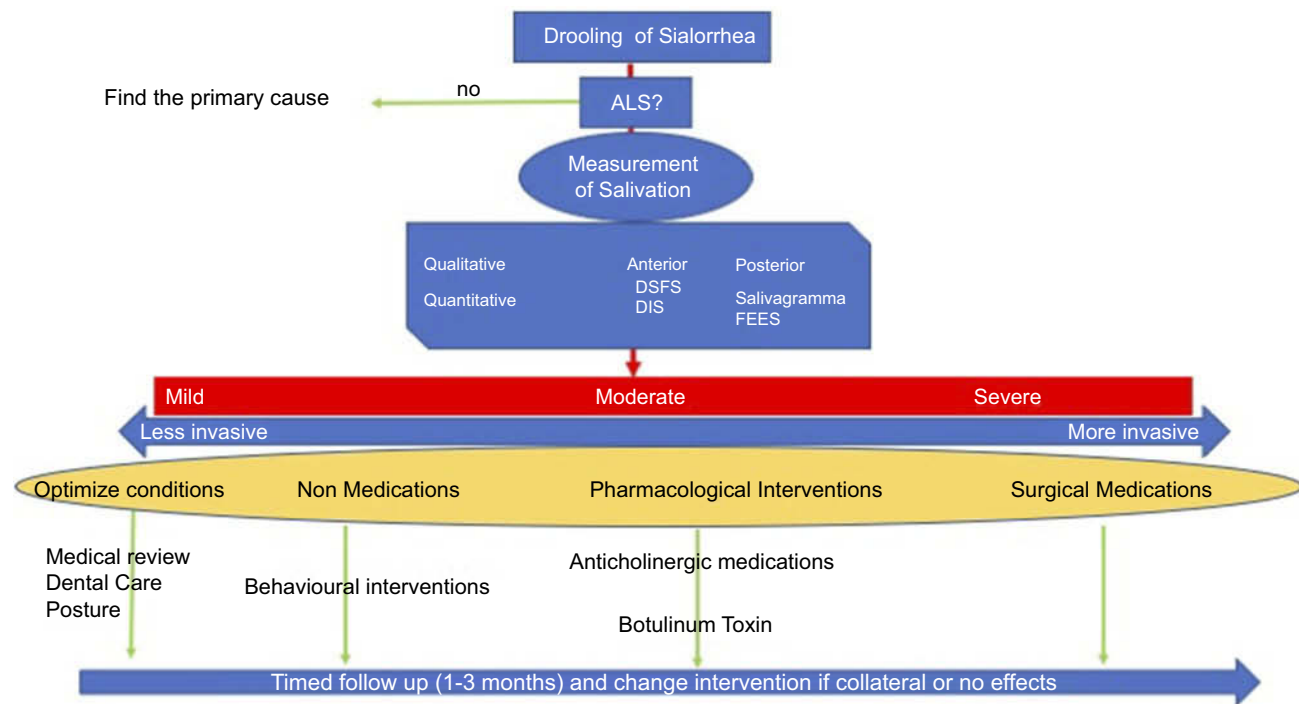 Drooling of Sialorrhea
Find the primary cause
no
ALS?
Measurement
of Salivation
Qualitative
Anterior
Posterior
DSFS
Quantitative
DIS
Salivagramma
FEES
Mild
Moderate
Severe
Less invasive
More invasive
Optimize conditions
Non Medications
Pharmacological Interventions
Surgical Medications
Medical review
Dental Care
Posture
Behavioural interventions
Anticholinergic medications
Botulinum Toxin
Timed follow up (1-3 months) and change intervention if collateral or no effects